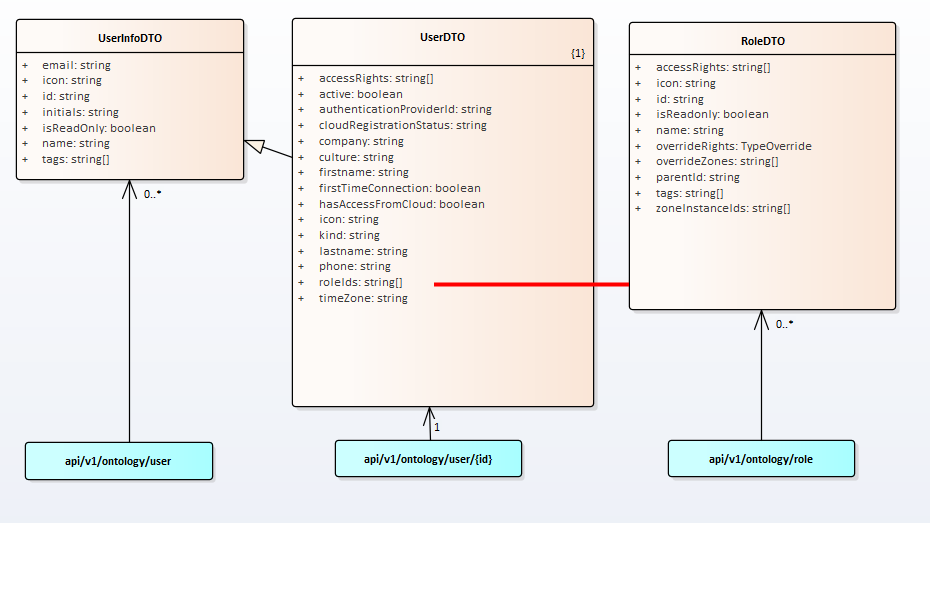 UserInfoDTO
+ email: string
+ icon: string
+ id: string
+ initials: string
+ isReadOnly: boolean
+ name: string
+ tags: string[]
0..*
api/v1/ontology/user
UserDTO
{1}
+ accessRights: string[]
+ active: boolean
+ authenticationProviderId: string
+ cloudRegistrationStatus: string
+ company: string
+ culture: string
+ firstname: string
+ firstTimeConnection: boolean
+ hasAccessFromCloud: boolean
+ icon: string
+ kind: string
+ lastname: string
+ phone: string
+ roleIds: string[]
+ timeZone: string
1
api/v1/ontology/user/{id}
RoleDTO
+ accessRights: string[]
+ icon: string
+ id: string
+ isReadonly: boolean
+ name: string
+ overrideRights: TypeOverride
+ overrideZones: string[]
+ parentId: string
+ tags: string[]
+ zoneInstanceIds: string[]
0..*
api/v1/ontology/role